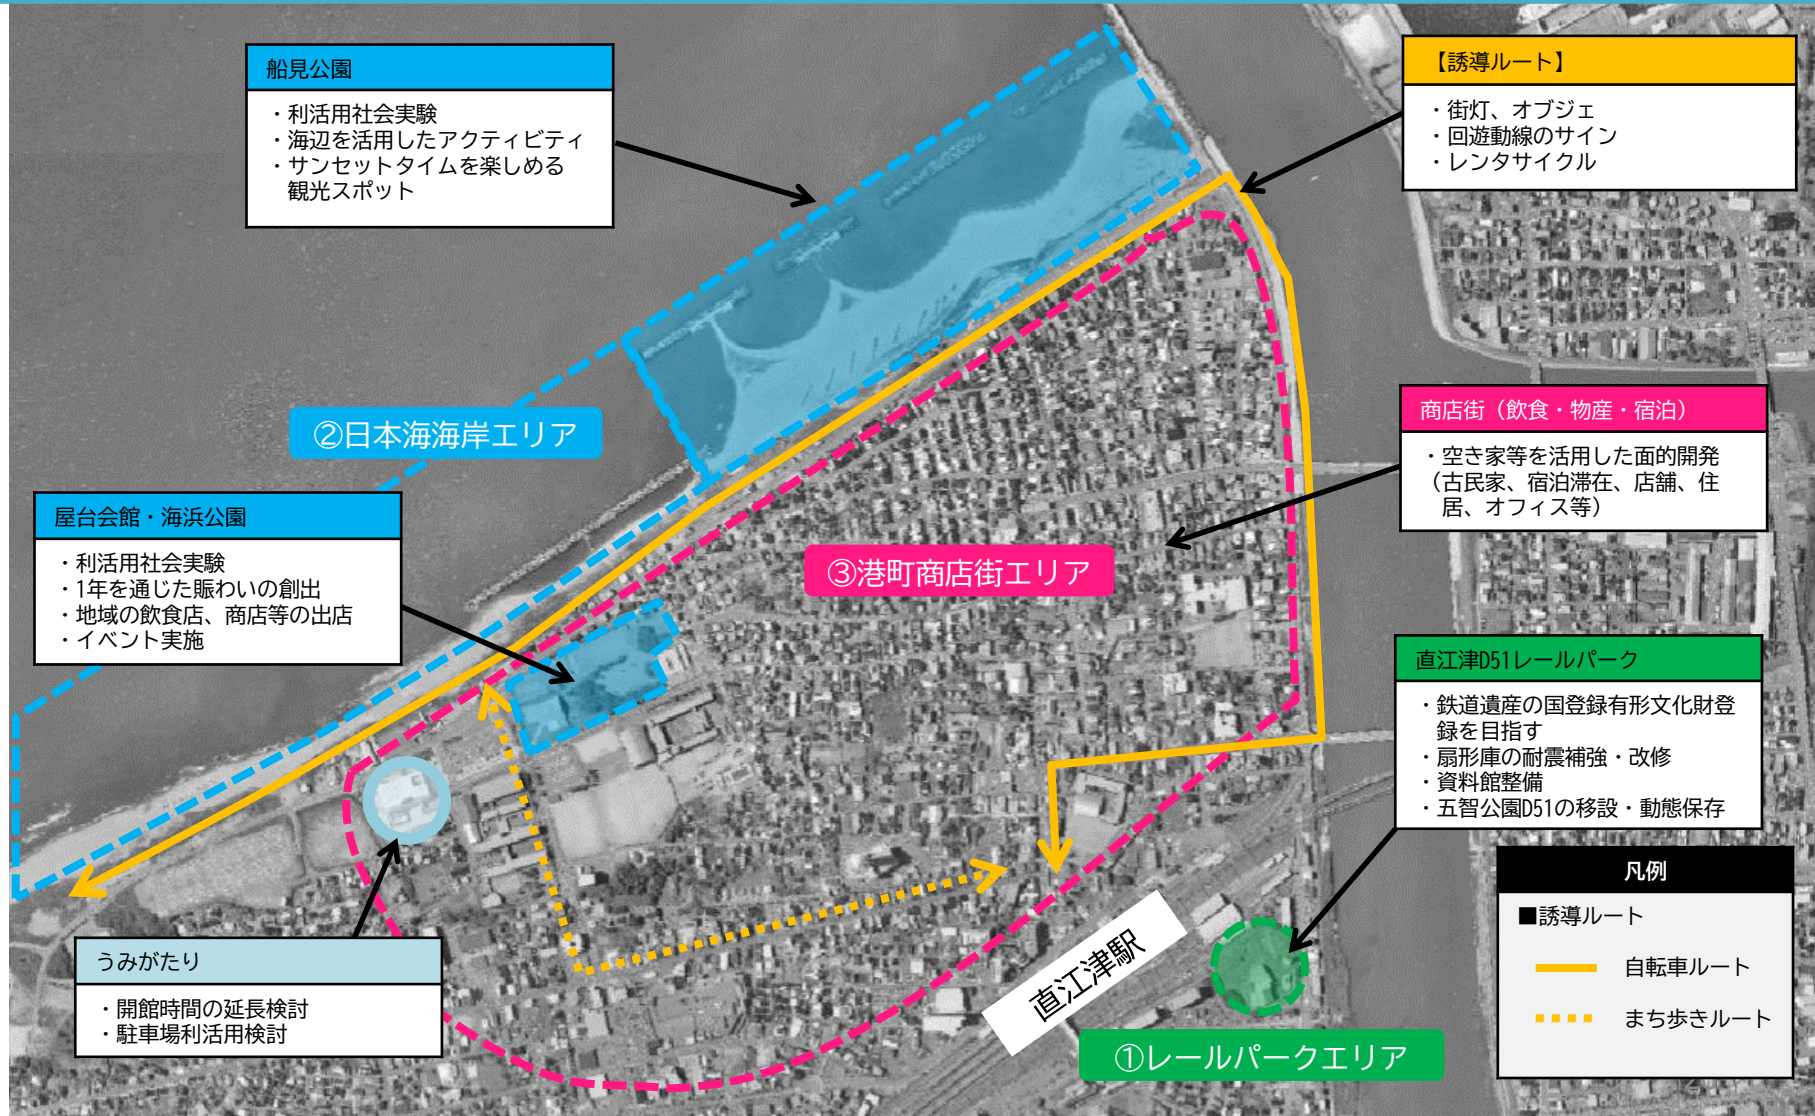 船見公園
・利活用社会実験
・海辺を活用したアクティビティ
・サンセットタイムを楽しめる
観光スポット
【誘導ルート】
・街灯、オブジェ
・回遊動線のサイン
・レンタサイクル
②日本海海岸エリア
商店街（飲食・物産・宿泊）
・空き家等を活用した面的開発
（古民家、宿泊滞在、店舗、住
居、オフィス等）
屋台会館・海浜公園
・利活用社会実験
・1年を通じた賑わいの創出
・地域の飲食店、商店等の出店
・イベント実施
③港町商店街エリア
直江津D51レールパーク
・鉄道遺産の国登録有形文化財登
録を目指す
・扇形庫の耐震補強・改修
・資料館整備
・五智公園D51の移設・動態保存
うみがたり
・開館時間の延長検討
・駐車場利活用検討
直江津駅
①レールパークエリア
凡例
■誘導ルート
自転車ルート
まち歩きルート
2